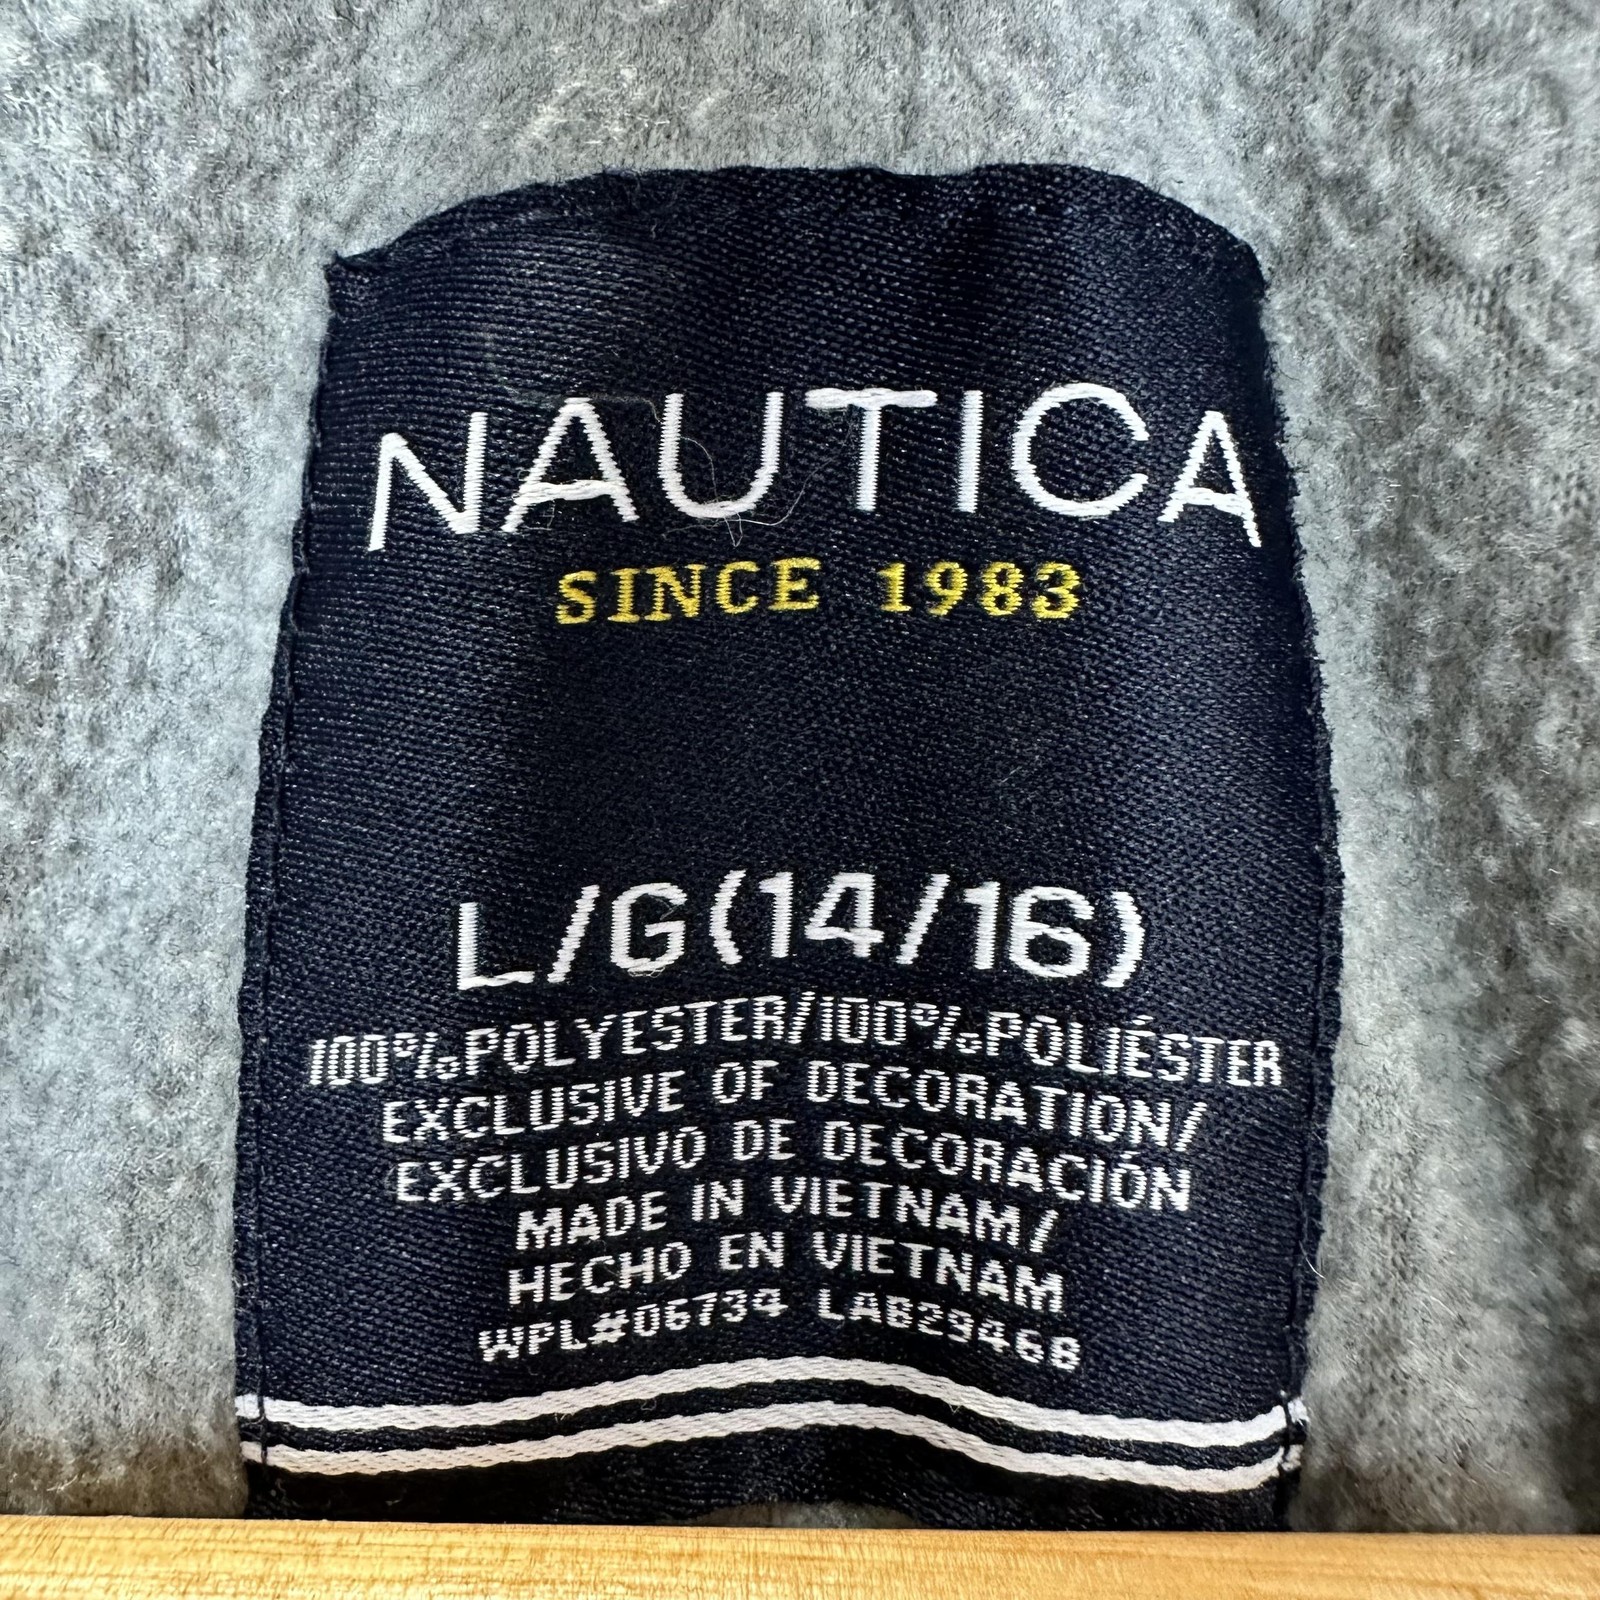 NAUTICA
SINCE 1983
L/G(14/16)
100%POLYESTER/100%POLIÉSTER
EXCLUSIVE OF DECORATION/
EXCLUSIVO DE DECORACIÓN
MADE IN VIETNAM/
HECHO EN VIETNAM
WPL#06734 LAB29468